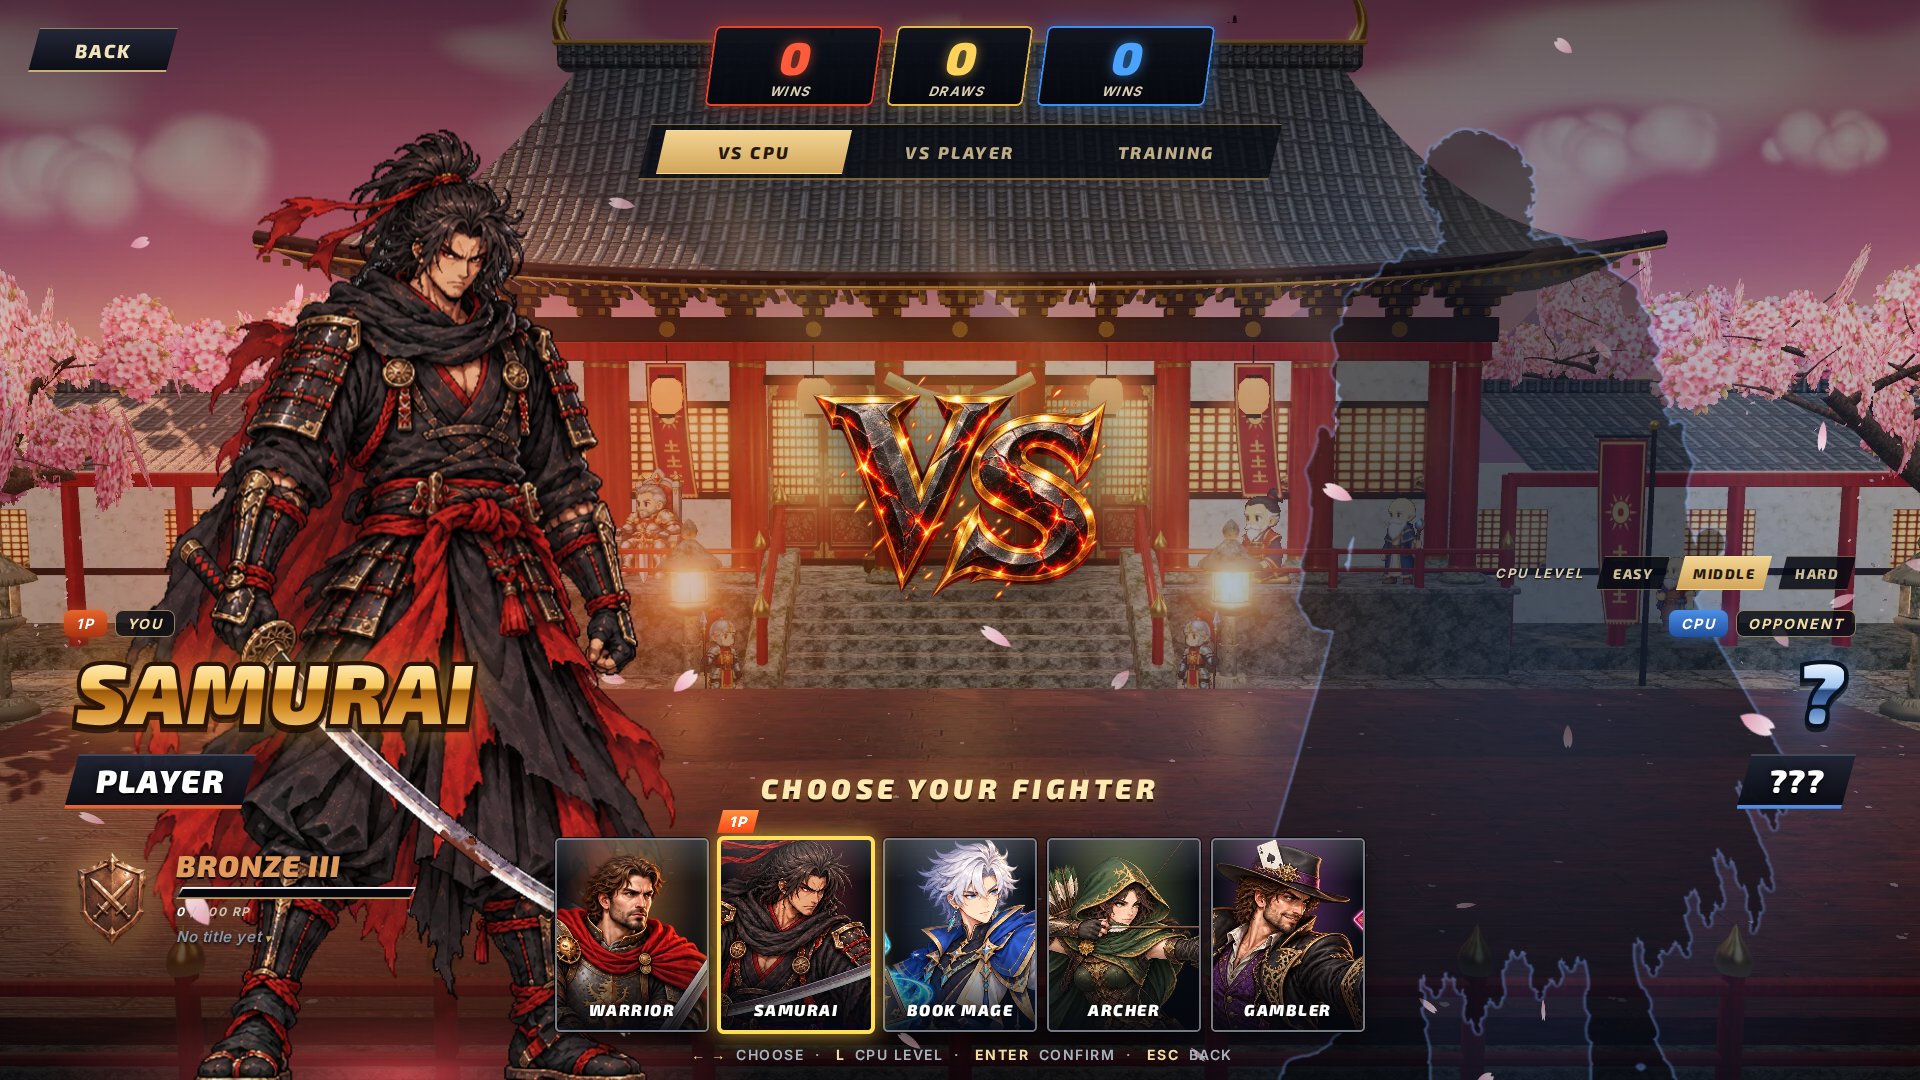 BACK
0
WINS
0
DRAWS
0
WINS
VS CPU
VS PLAYER
TRAINING
VS
CPU LEVEL
EASY
MIDDLE
HARD
1P
YOU
CPU
OPPONENT
SAMURAI
?
PLAYER
???
CHOOSE YOUR FIGHTER
BRONZE III
RP
No title yet
1P
WARRIOR
SAMURAI
BOOK MAGE
ARCHER
GAMBLER
← → CHOOSE · L CPU LEVEL · ENTER CONFIRM · ESC BACK